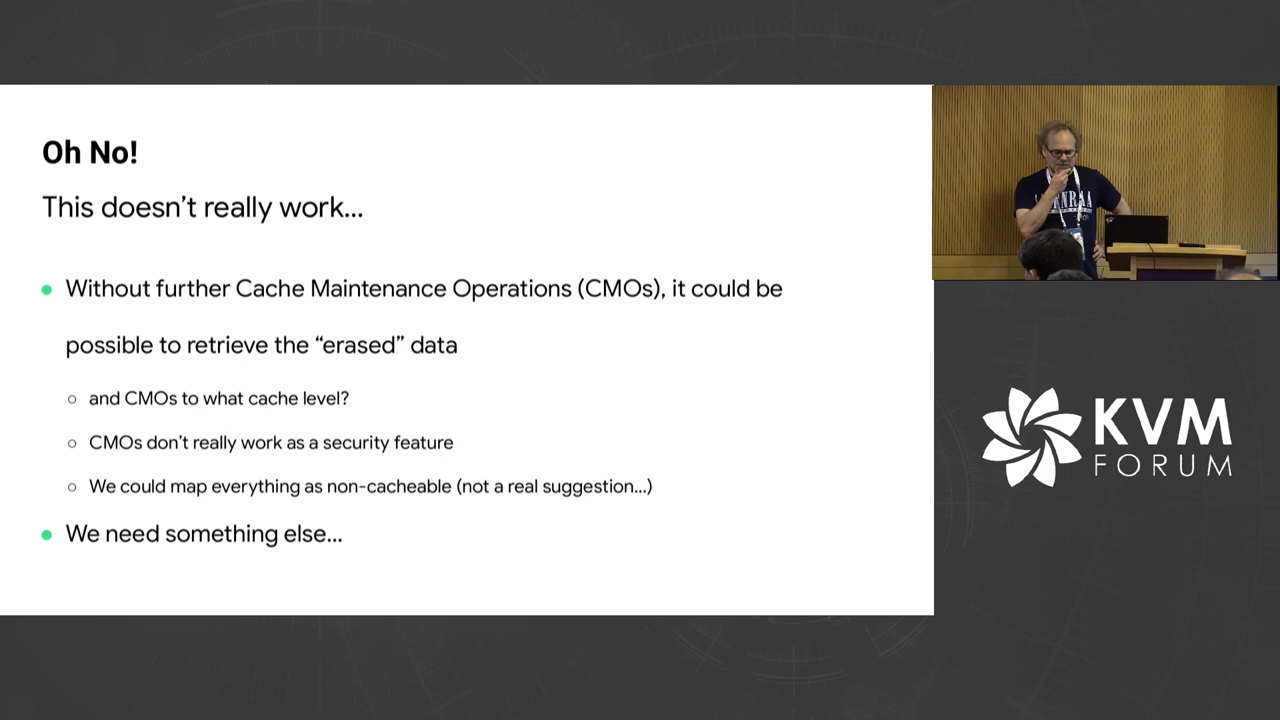 Oh No!
This doesn’t really work...
Without further Cache Maintenance Operations (CMOs), it could be
possible to retrieve the “erased” data
and CMOs to what cache level?
CMOs don’t really work as a security feature
We could map everything as non-cacheable (not a real suggestion...)
We need something else...
KVM
FORUM